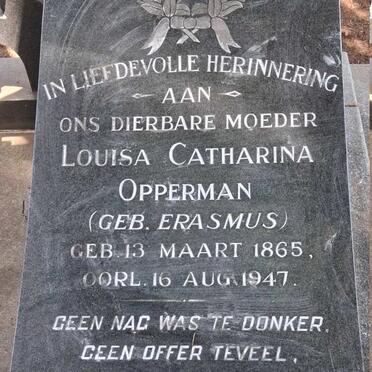 IN LIEFDEVOLLE HERINNERING
AAN
ONS DIERBARE MOEDER
LOUISA CATHARINA
OPPERMAN
(GEB. ERASMUS)
GEB. 13 MAART 1865,
OORL. 16 AUG. 1947.
GEEN NAG WAS TE DONKER,
GEEN OFFER TEVEEL,